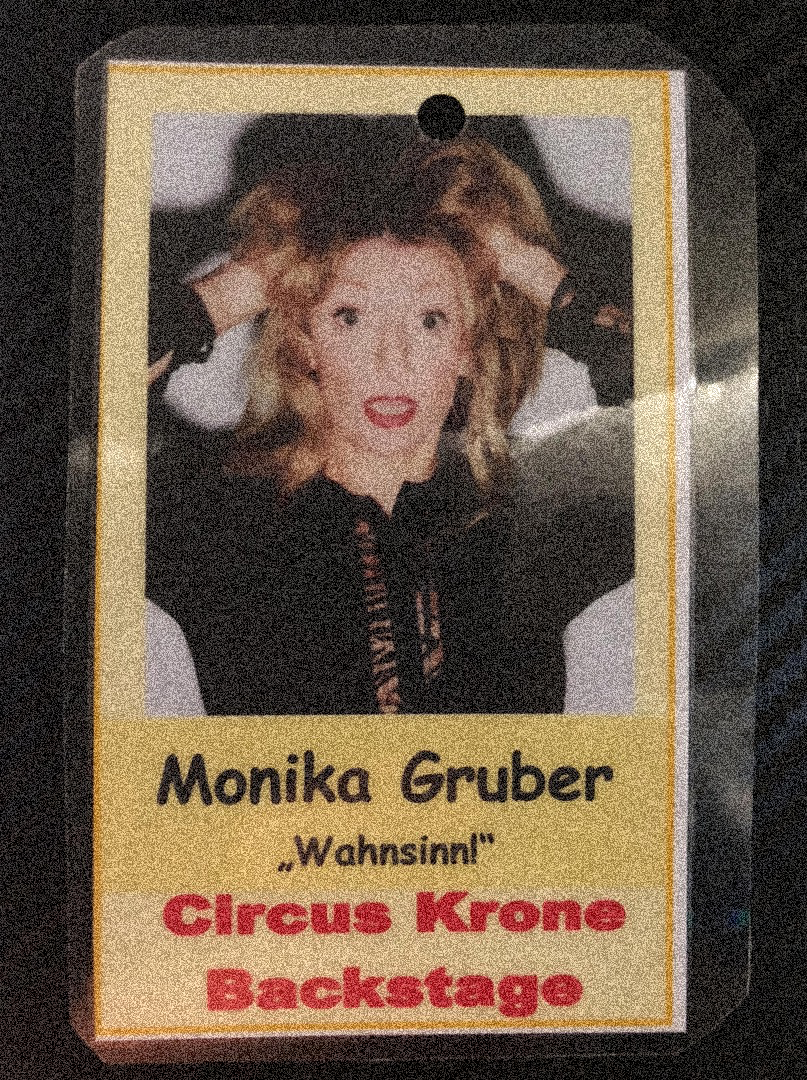 Monika Gruber
„Wahnsinn!“
Circus Krone
Backstage